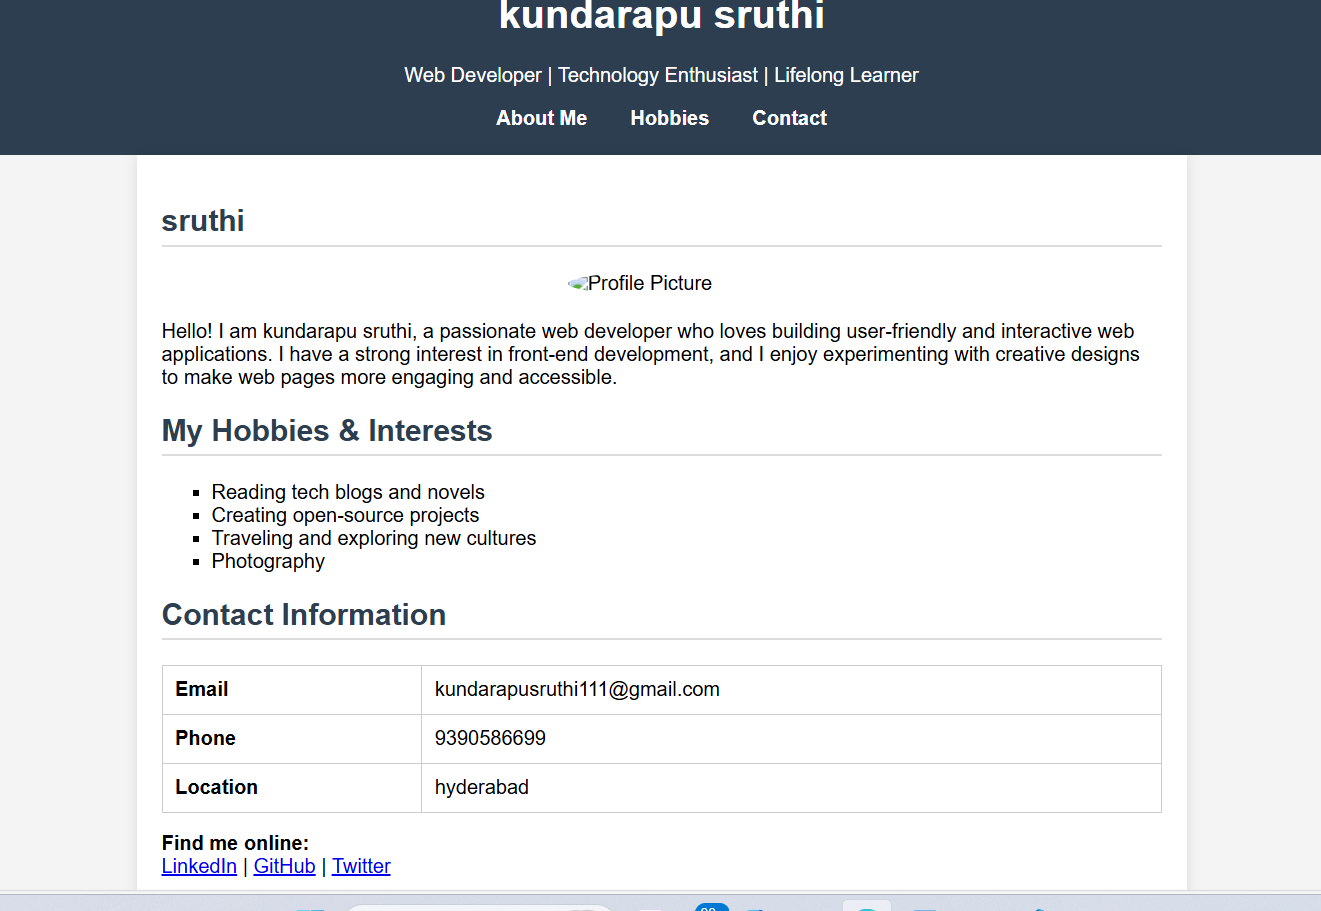 kundarapu sruthi
Web Developer | Technology Enthusiast | Lifelong Learner
About Me Hobbies Contact
sruthi
Profile Picture
Hello! I am kundarapu sruthi, a passionate web developer who loves building user-friendly and interactive web
applications. I have a strong interest in front-end development, and I enjoy experimenting with creative designs
to make web pages more engaging and accessible.
My Hobbies & Interests
Reading tech blogs and novels
Creating open-source projects
Traveling and exploring new cultures
Photography
Contact Information
Email kundarapusruthi111@gmail.com
Phone 9390586699
Location hyderabad
Find me online:
LinkedIn | GitHub | Twitter